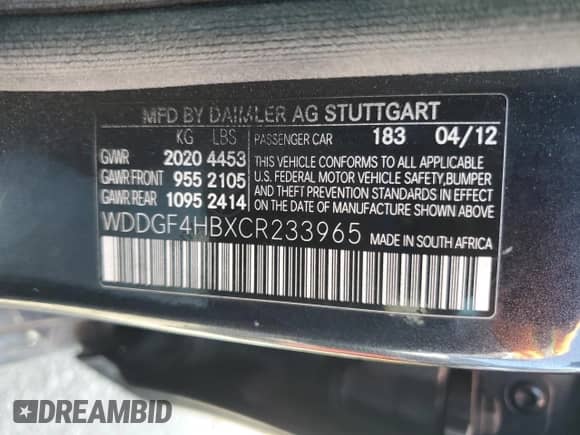 MFD BY DAIMLER AG STUTTGART
KG LBS PASSENGER CAR 183 04/12
GVWR 2020 4453
GAWR FRONT 955 2105
GAWR REAR 1095 2414
THIS VEHICLE CONFORMS TO ALL APPLICABLE
U.S. FEDERAL MOTOR VEHICLE SAFETY,BUMPER
AND THEFT PREVENTION STANDARDS IN EFFECT
ON THE DATE OF MANUFACTURE SHOWN ABOVE
WDDGF4HBXCR233965 MADE IN SOUTH AFRICA
DREAMBID